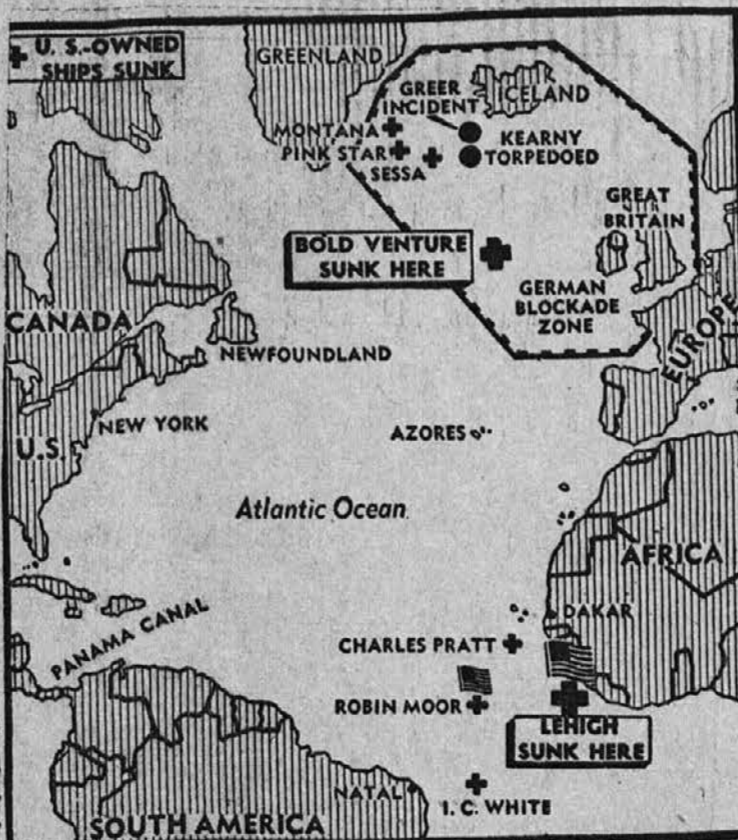 U. S.-OWNED
SHIPS SUNK
GREENLAND
GREER
INCIDENT
ICELAND
MONTANA
PINK STAR
SESSA
KEARNY
TORPEDOED
GREAT
BRITAIN
BOLD VENTURE
SUNK HERE
GERMAN
BLOCKADE
ZONE
EUROPE
CANADA
NEWFOUNDLAND
NEW YORK
U.S.
AZORES
Atlantic Ocean
AFRICA
DAKAR
PANAMA CANAL
CHARLES PRATT
ROBIN MOOR
LEHIGH
SUNK HERE
NATAL
I. C. WHITE
SOUTH AMERICA